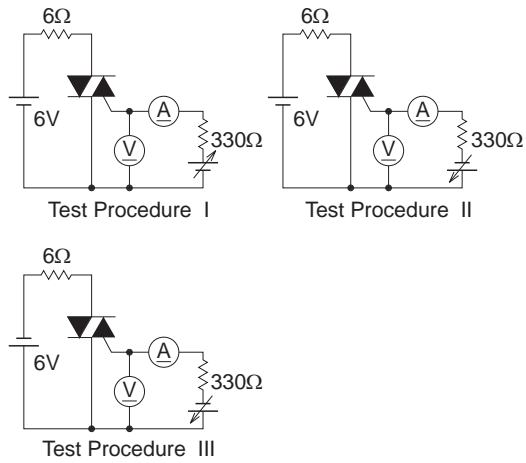 6Ω
6V
A
V
330Ω
Test Procedure I
6Ω
6V
A
V
330Ω
Test Procedure II
6Ω
6V
A
V
330Ω
Test Procedure III